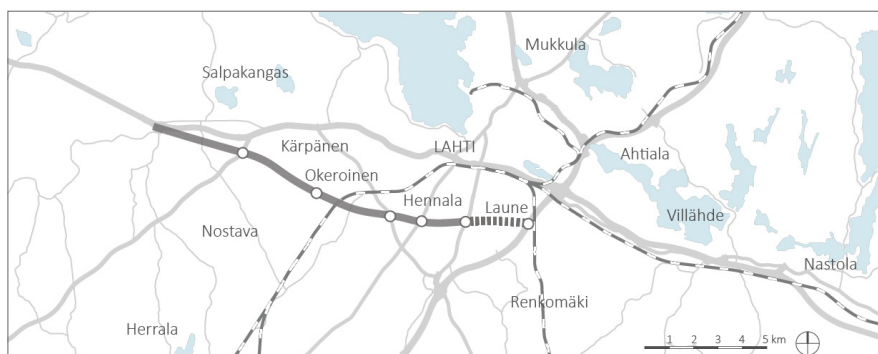 Mukkula
Salpakangas
Kärpänen
LAHTI
Ahtiala
Okeroinen
Hennala
Laune
Villähde
Nostava
Nastola
Renkomäki
Herrala
1 2 3 4 5 km